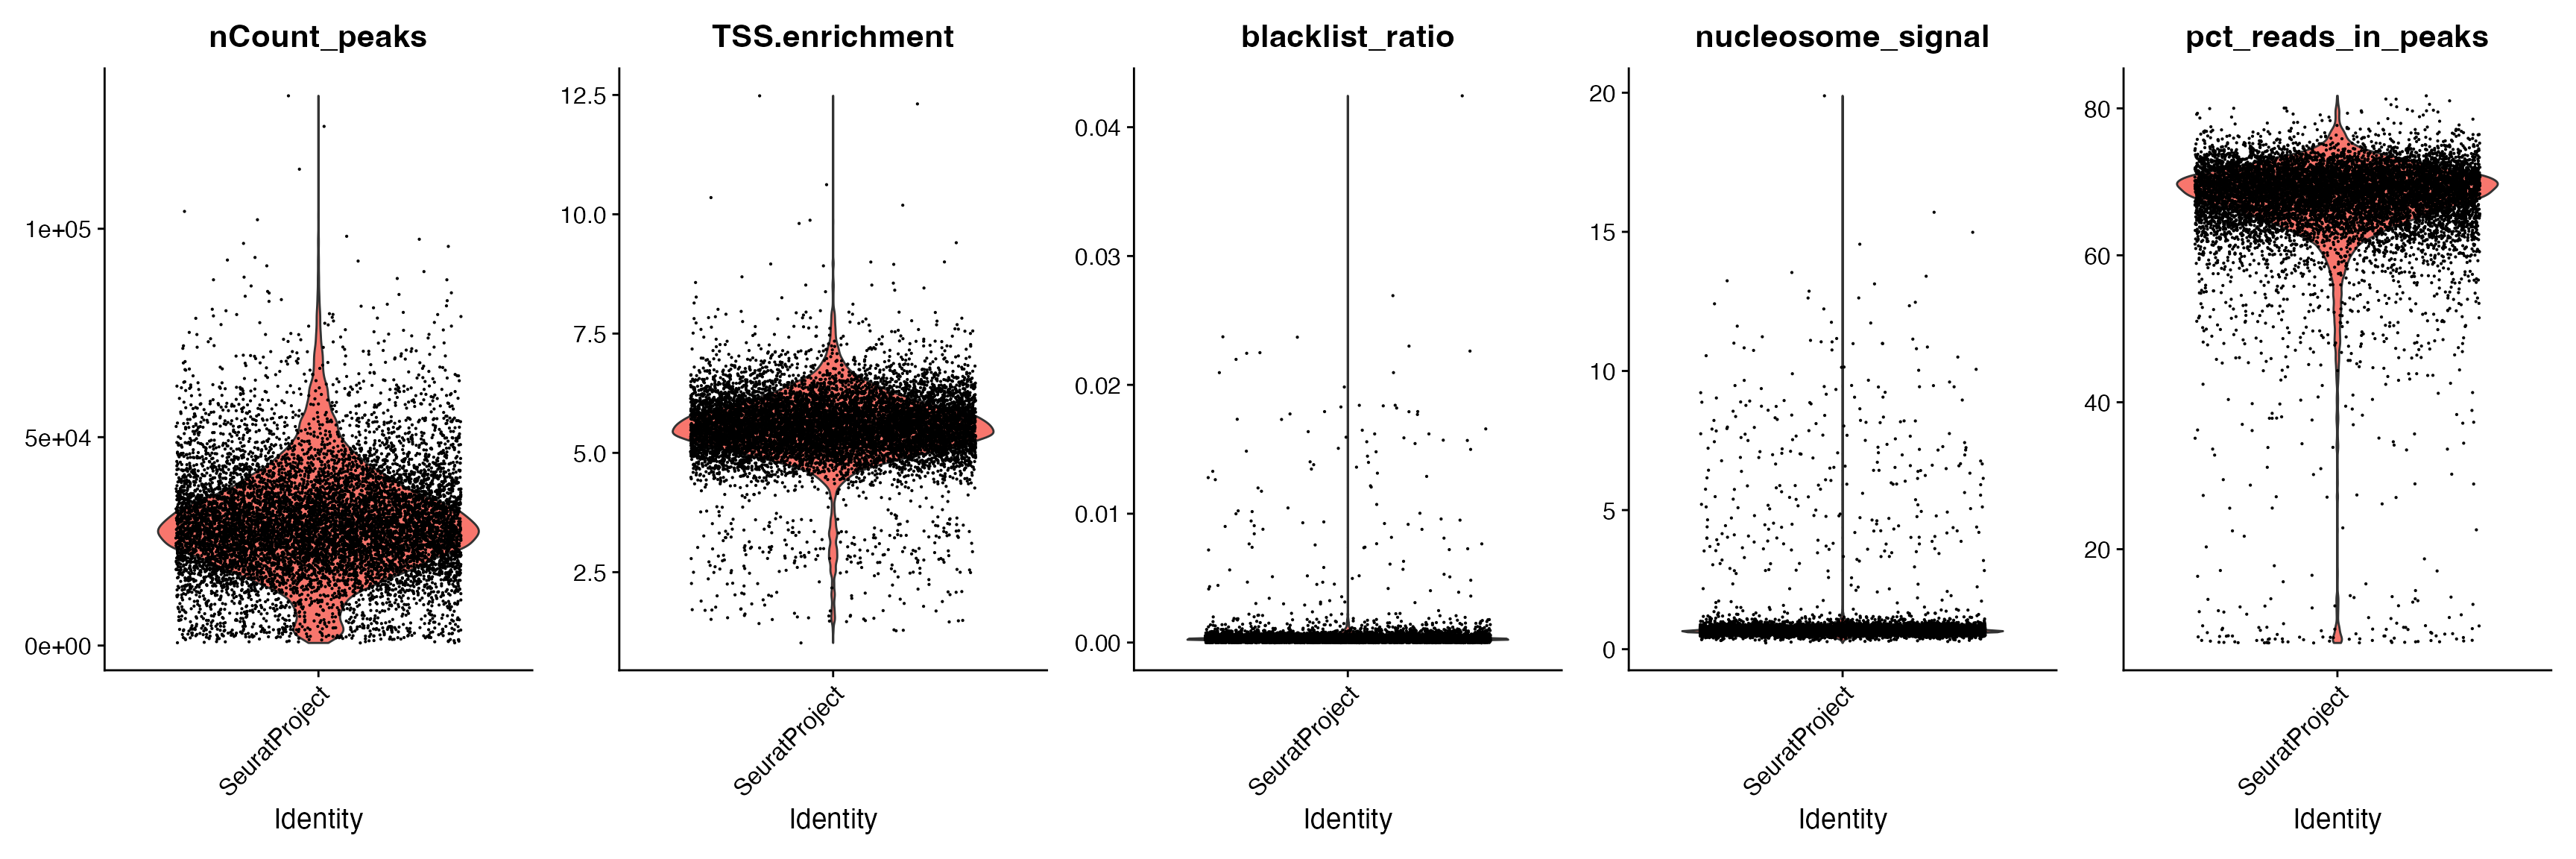 nCount_peaks
1e+05
5e+04
0e+00
SeuratProject
Identity
TSS.enrichment
12.5
10.0
7.5
5.0
2.5
SeuratProject
Identity
blacklist_ratio
0.04
0.03
0.02
0.01
0.00
SeuratProject
Identity
nucleosome_signal
20
15
10
5
0
SeuratProject
Identity
pct_reads_in_peaks
80
60
40
20
SeuratProject
Identity